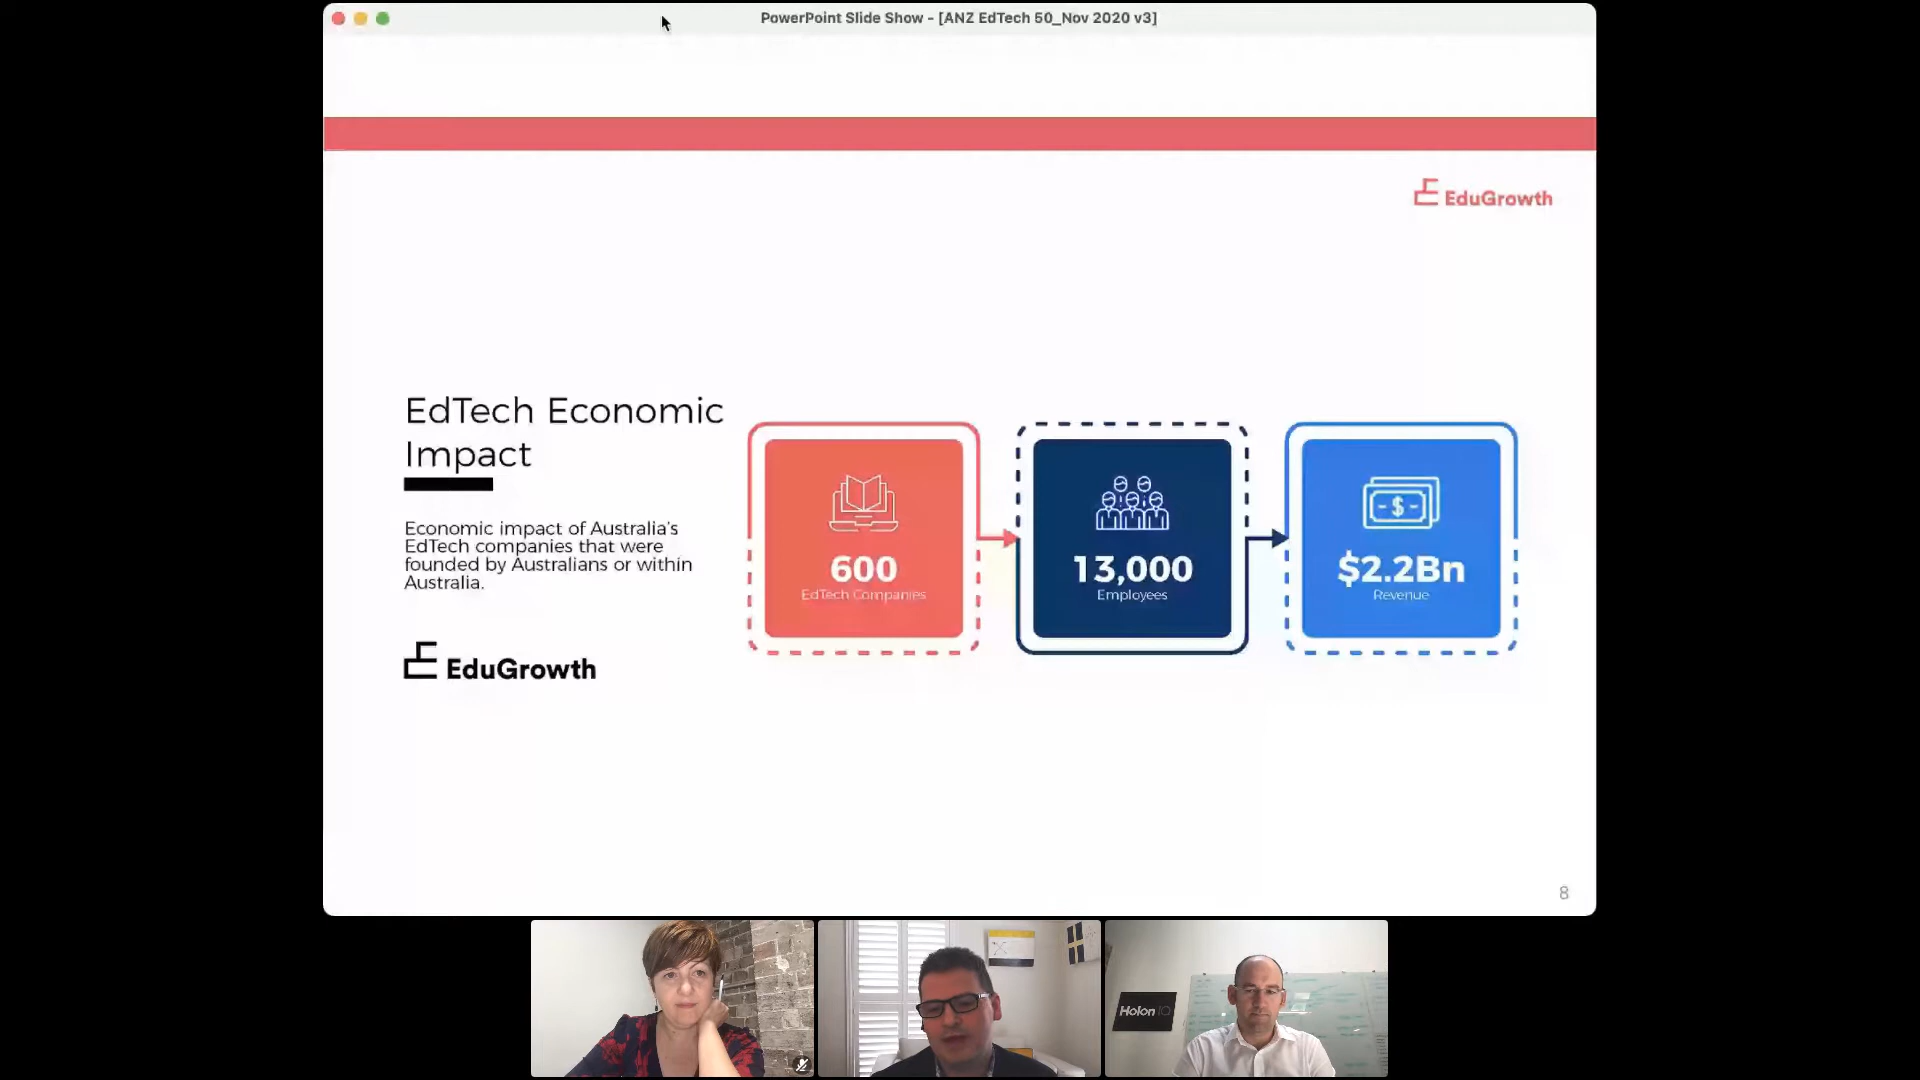 PowerPoint Slide Show - [ANZ EdTech 50_Nov 2020 v3]
EduGrowth
EdTech Economic
Impact
Economic impact of Australia's
EdTech companies that were
founded by Australians or within
Australia.
EduGrowth
600
EdTech Companies
13,000
Employees
$2.2Bn
Revenue
8
Holon IQ